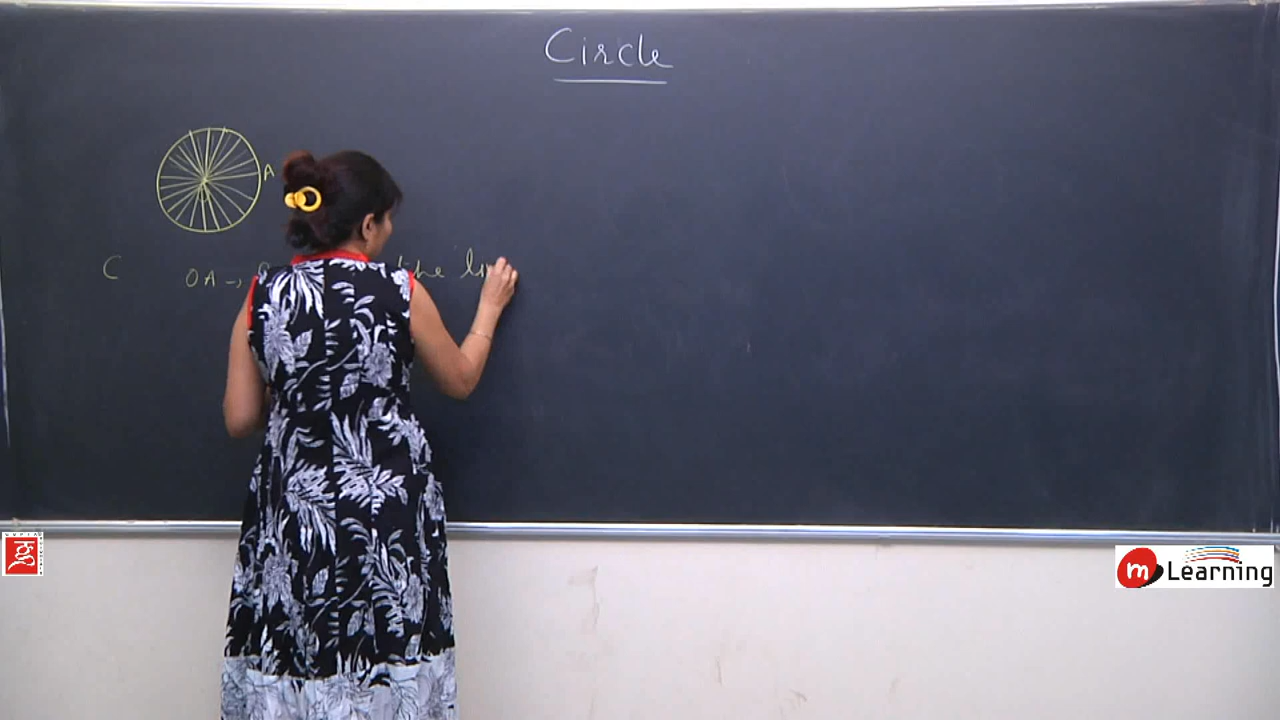 Circle
A
C OA → the
m Learning